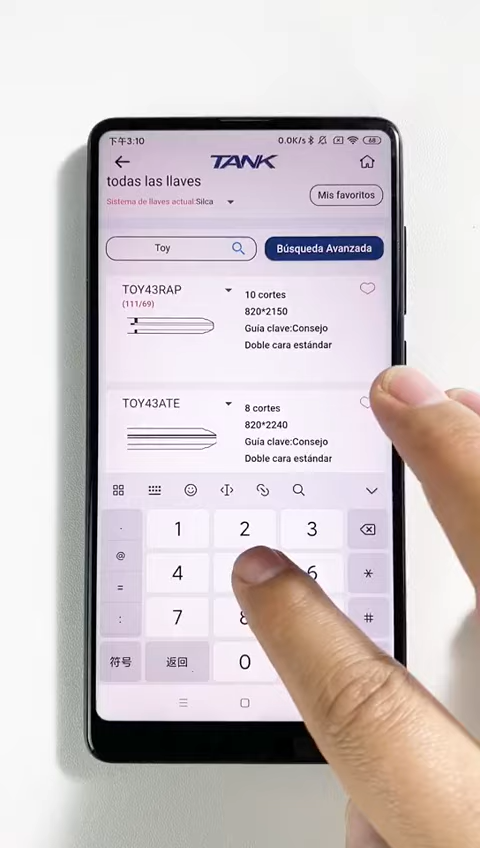 下午3:10
0.0K/s
68
TANK
todas las llaves
Sistema de llaves actual:Silca
Mis favoritos
Toy
Búsqueda Avanzada
TOY43RAP
(111/69)
10 cortes
820*2150
Guía clave:Consejo
Doble cara estándar
TOY43ATE
8 cortes
820*2240
Guía clave:Consejo
Doble cara estándar
1 2 3
@ 4 6 *
= 7 8 #
:
符号 返回 0